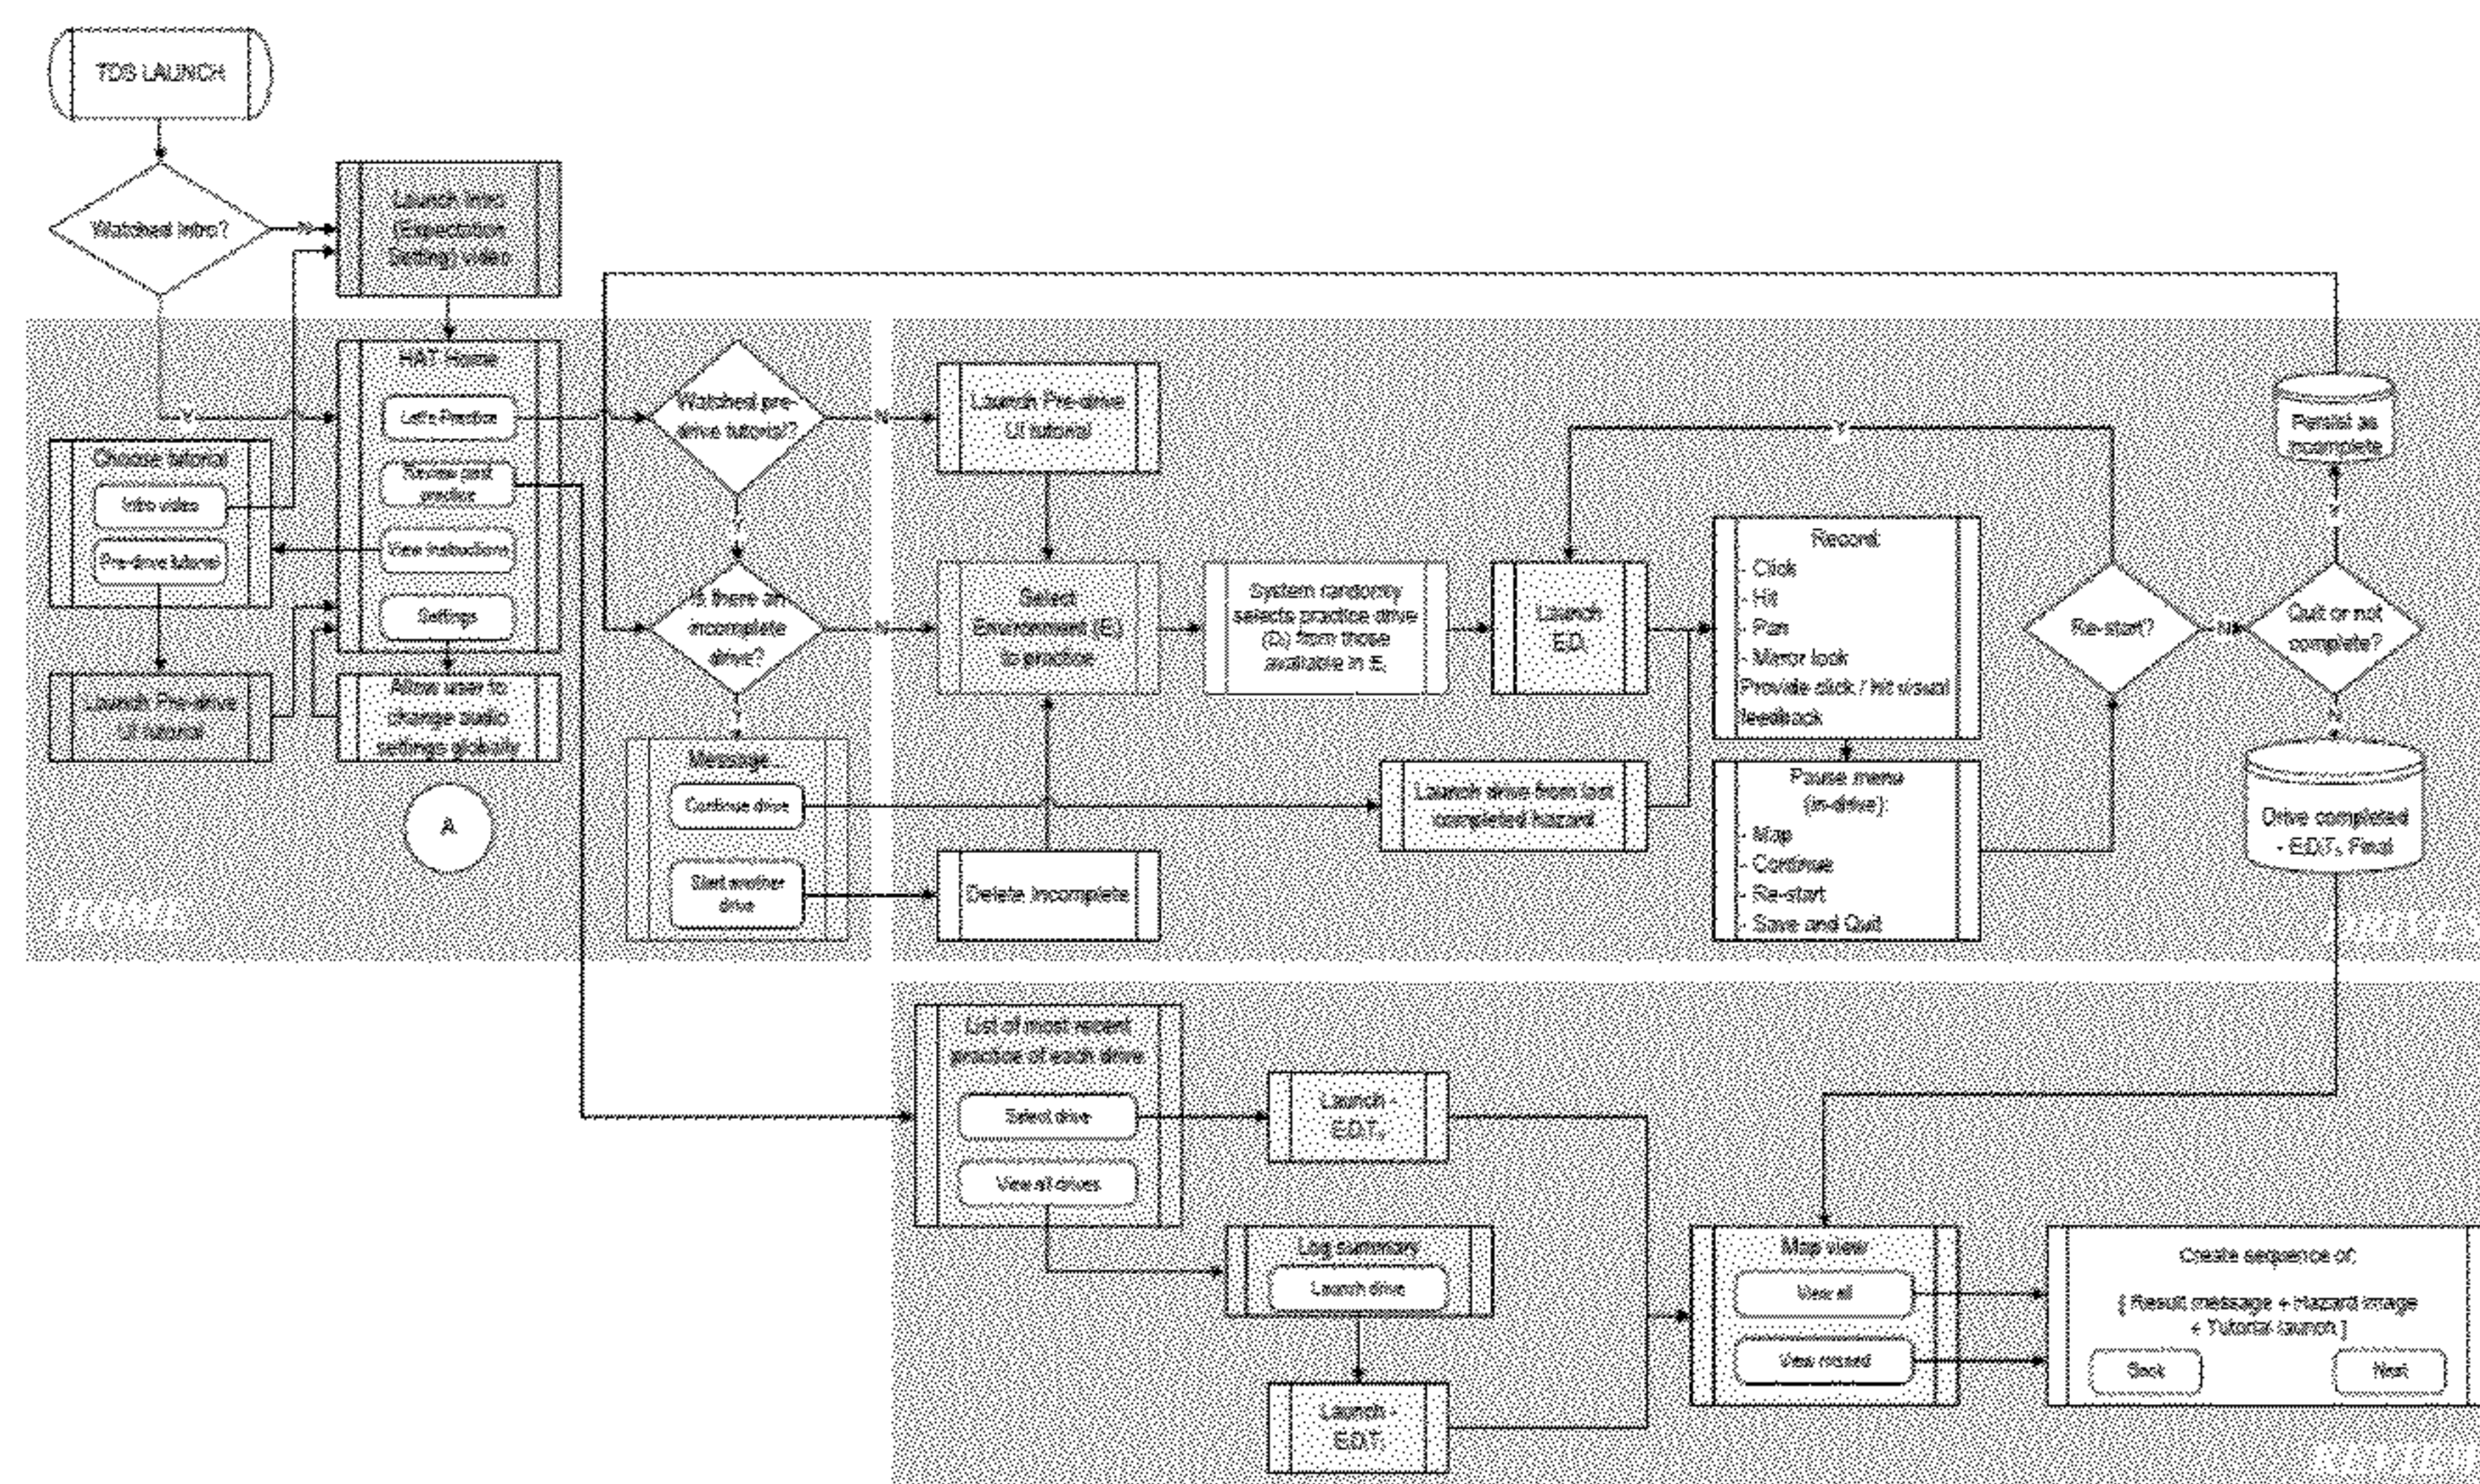 TDS LAUNCH
Watched Intro?
N
Launch Intro
(Expectation
Setting) video
Y
HAT Home
Let's Practice
Review past
practice
View instructions
Settings
Choose tutorial
Intro video
Pre-drive tutorial
Launch Pre-drive
UI tutorial
Allow user to
change audio
settings globally
A
HOME
Watched pre-
drive tutorial?
N
Y
Is there an
incomplete
drive?
N
Y
Message...
Continue drive
Start another
drive
Launch Pre-drive
UI tutorial
Select
Environment (E)
to practice
System randomly
selects practice drive
from those
available in
Launch
Delete Incomplete
Launch drive from last
completed hazard
Record:
- Click
- Hit
- Pan
- Mirror look
Provide click / hit visual
feedback
Pause menu
(in-drive):
- Map
- Continue
- Re-start
- Save and Quit
Y
Re-start?
N
Quit or not
complete?
Y
N
Persist as
incomplete
Drive completed
Final
List of most recent
practice of each drive
Select drive
View all drives
Launch -
Log summary
Launch drive
Launch -
Map view
View all
View missed
Create sequence of:
[ Result message + Hazard image
+ Tutorial launch ]
Back
Next
REVIEW